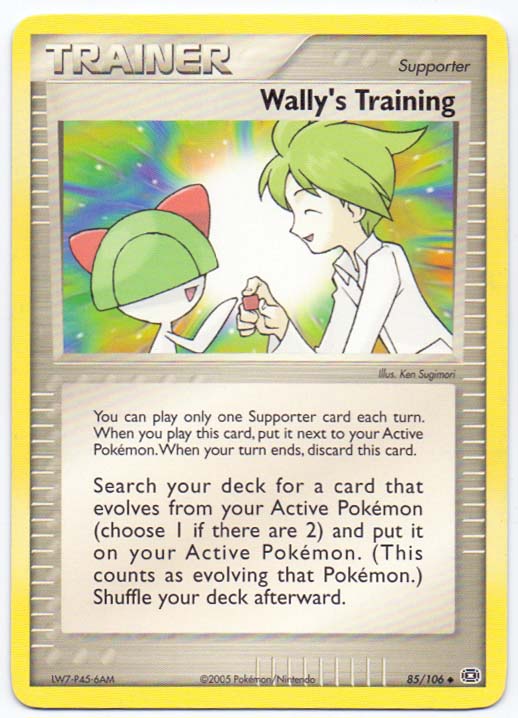 TRAINER
Supporter
Wally's Training
Illus. Ken Sugimori
You can play only one Supporter card each turn.
When you play this card, put it next to your Active
Pokémon.When your turn ends, discard this card.
Search your deck for a card that
evolves from your Active Pokémon
(choose 1 if there are 2) and put it
on your Active Pokémon. (This
counts as evolving that Pokémon.)
Shuffle your deck afterward.
LW7-P45-6AM
©2005 Pokémon/Nintendo
85/106 ◆